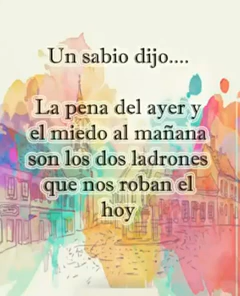 Un sabio dijo....
La pena del ayer y
el miedo al mañana
son los dos ladrones
que nos roban el
hoy